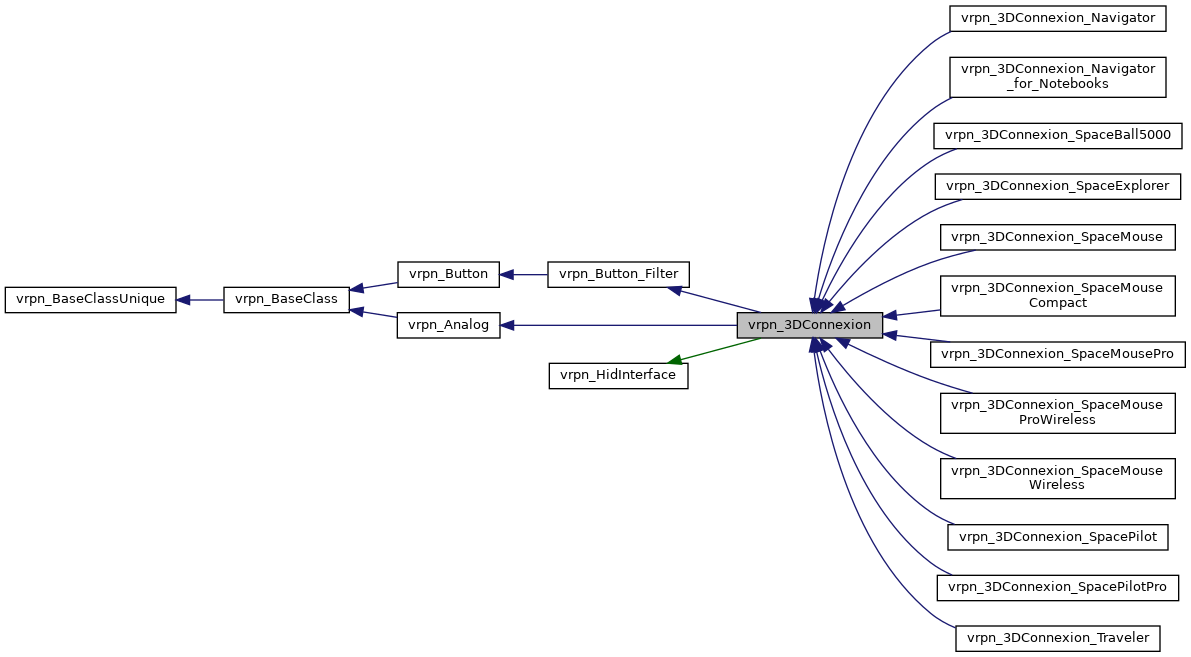 vrpn_3DConnexion_Navigator
vrpn_3DConnexion_Navigator
_for_Notebooks
vrpn_3DConnexion_SpaceBall5000
vrpn_3DConnexion_SpaceExplorer
vrpn_3DConnexion_SpaceMouse
vrpn_Button
vrpn_Button_Filter
vrpn_BaseClassUnique
vrpn_BaseClass
vrpn_3DConnexion_SpaceMouse
Compact
vrpn_Analog
vrpn_3DConnexion
vrpn_3DConnexion_SpaceMousePro
vrpn_HidInterface
vrpn_3DConnexion_SpaceMouse
ProWireless
vrpn_3DConnexion_SpaceMouse
Wireless
vrpn_3DConnexion_SpacePilot
vrpn_3DConnexion_SpacePilotPro
vrpn_3DConnexion_Traveler